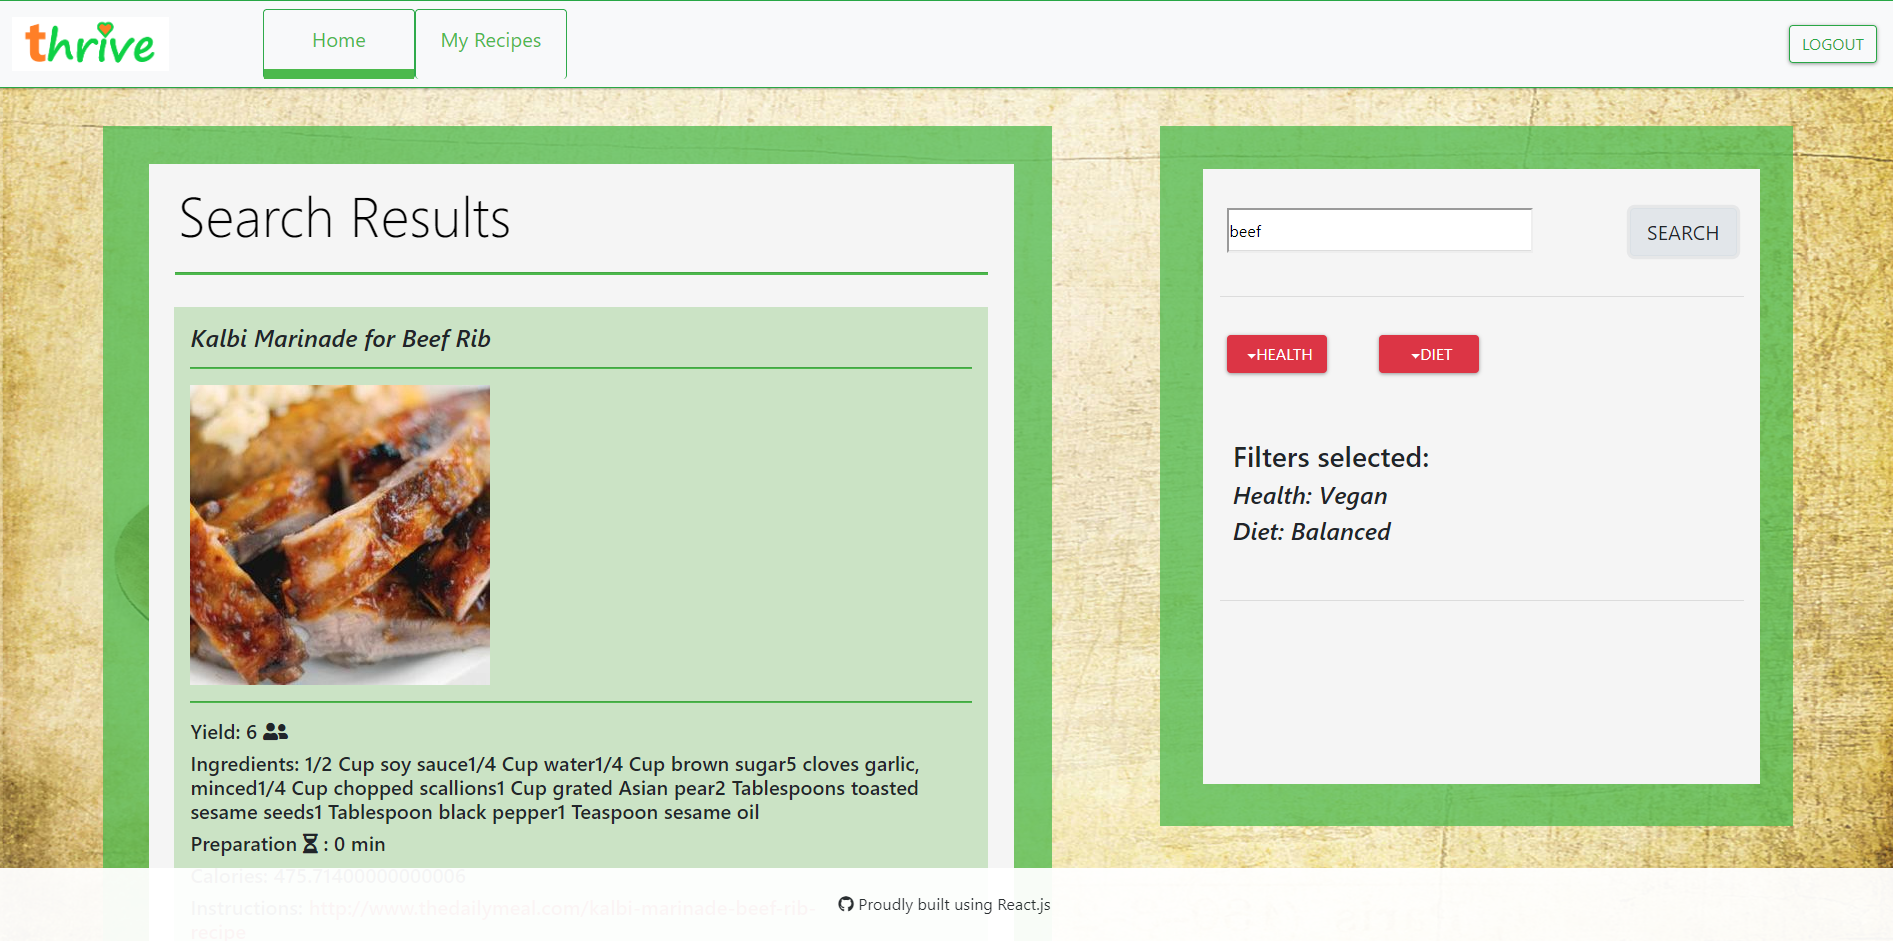 thrive
Home
My Recipes
LOGOUT
Search Results
Kalbi Marinade for Beef Rib
Yield: 6
Ingredients: 1/2 Cup soy sauce1/4 Cup water1/4 Cup brown sugar5 cloves garlic,
minced1/4 Cup chopped scallions1 Cup grated Asian pear2 Tablespoons toasted
sesame seeds1 Tablespoon black pepper1 Teaspoon sesame oil
Preparation : 0 min
Calories: 475.71400000000006
Instructions: http://www.thedailymeal.com/kalbi-marinade-beef-rib-
recipe
beef
SEARCH
HEALTH
DIET
Filters selected:
Health: Vegan
Diet: Balanced
Proudly built using React.js